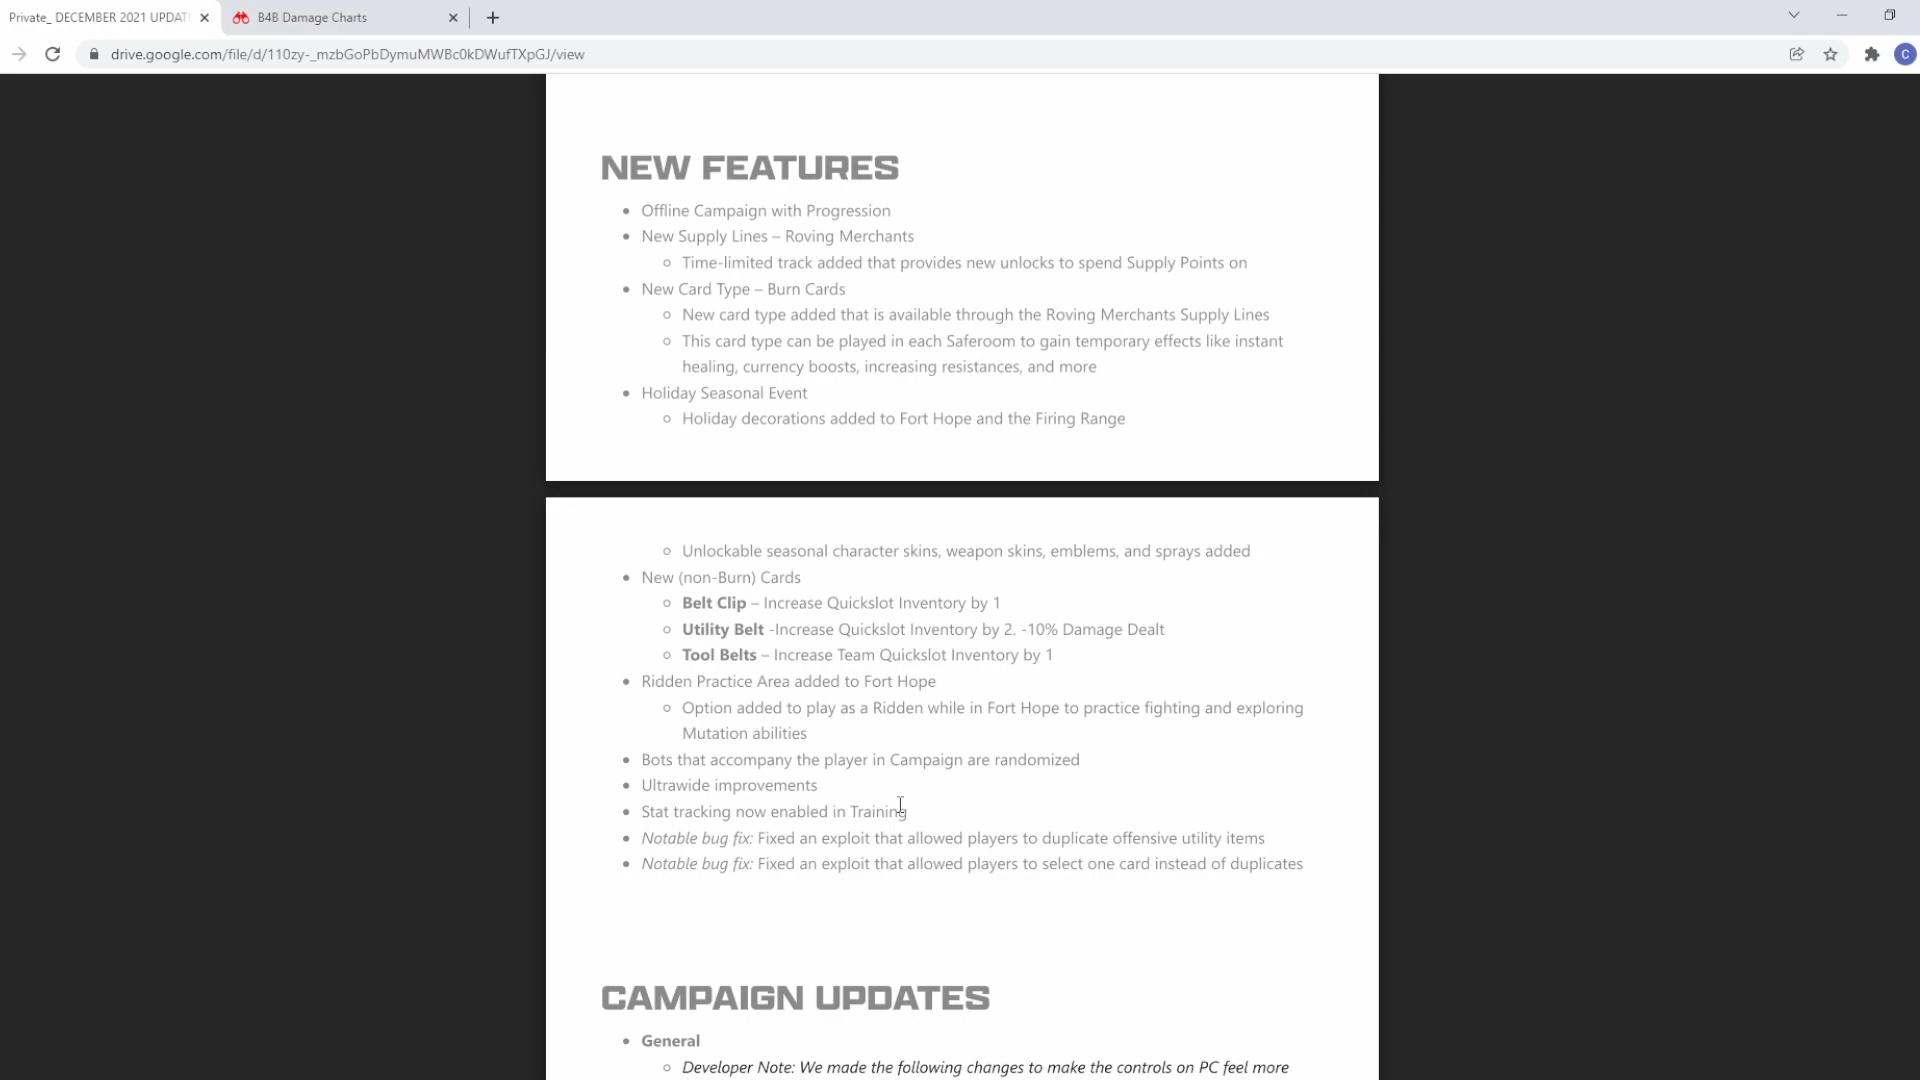 Private_ DECEMBER 2021 UPDAT
B4B Damage Charts
drive.google.com/file/d/110zy-_mzbGoPbDymuMWBc0kDWufTXpGJ/view
C
NEW FEATURES
• Offline Campaign with Progression
• New Supply Lines – Roving Merchants
○ Time-limited track added that provides new unlocks to spend Supply Points on
• New Card Type – Burn Cards
○ New card type added that is available through the Roving Merchants Supply Lines
○ This card type can be played in each Saferoom to gain temporary effects like instant
healing, currency boosts, increasing resistances, and more
• Holiday Seasonal Event
○ Holiday decorations added to Fort Hope and the Firing Range
○ Unlockable seasonal character skins, weapon skins, emblems, and sprays added
• New (non-Burn) Cards
○ Belt Clip – Increase Quickslot Inventory by 1
○ Utility Belt -Increase Quickslot Inventory by 2. -10% Damage Dealt
○ Tool Belts – Increase Team Quickslot Inventory by 1
• Ridden Practice Area added to Fort Hope
○ Option added to play as a Ridden while in Fort Hope to practice fighting and exploring
Mutation abilities
• Bots that accompany the player in Campaign are randomized
• Ultrawide improvements
• Stat tracking now enabled in Training
• Notable bug fix: Fixed an exploit that allowed players to duplicate offensive utility items
• Notable bug fix: Fixed an exploit that allowed players to select one card instead of duplicates
CAMPAIGN UPDATES
• General
○ Developer Note: We made the following changes to make the controls on PC feel more